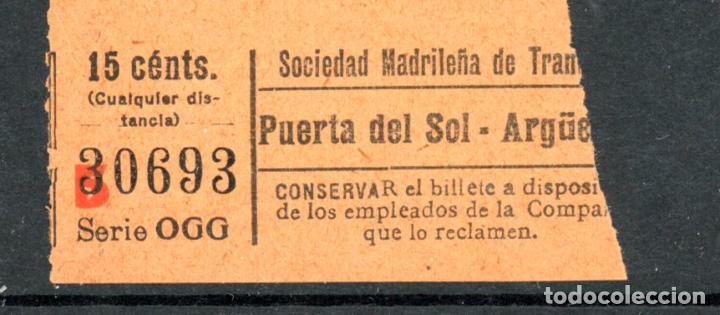 15 cénts.
(Cualquier dis-
tancia)
30693
Serie OGG
Sociedad Madrileña de Tran
Puerta del Sol - Argüe
CONSERVAR el billete a disposi
de los empleados de la Compa
que lo reclamen.
todocoleccion